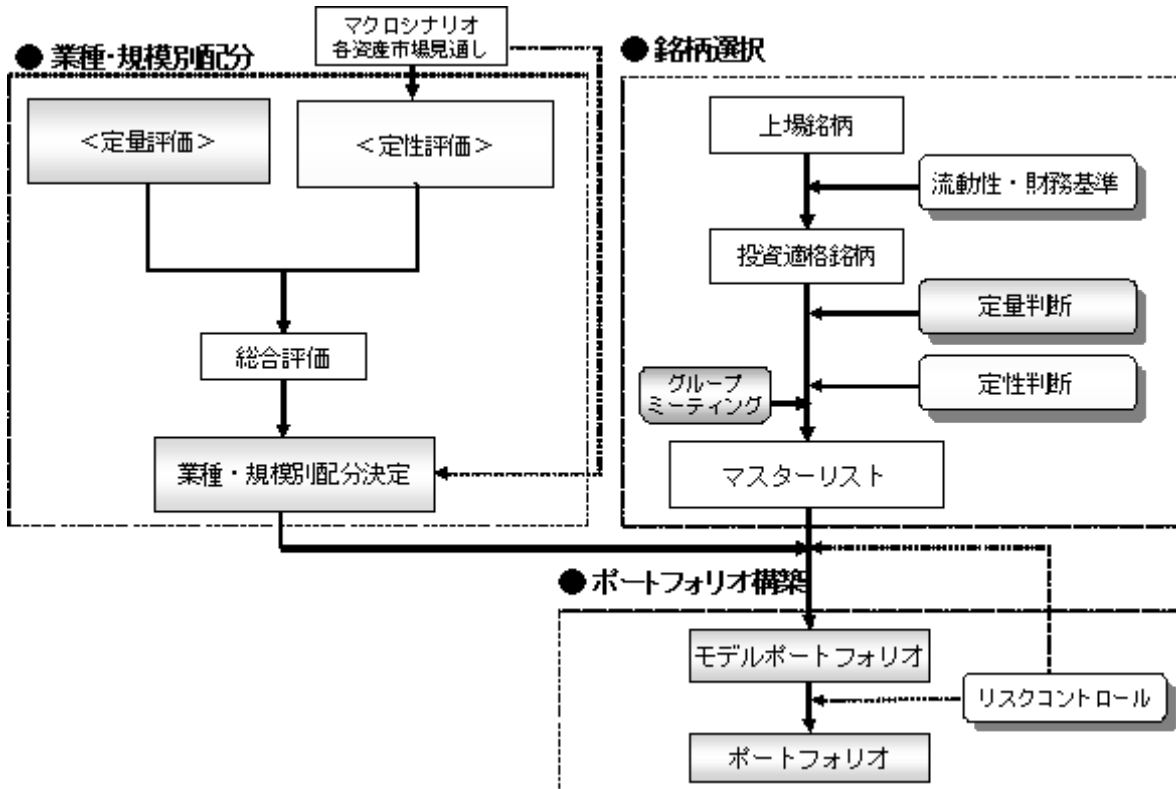 マクロシナリオ
各資産市場見通し
● 業種・規模別配分
<定量評価>
<定性評価>
総合評価
業種・規模別配分決定
● 銘柄選択
上場銘柄
流動性・財務基準
投資適格銘柄
定量判断
定性判断
グループ
ミーティング
マスターリスト
● ポートフォリオ構築
モデルポートフォリオ
リスクコントロール
ポートフォリオ